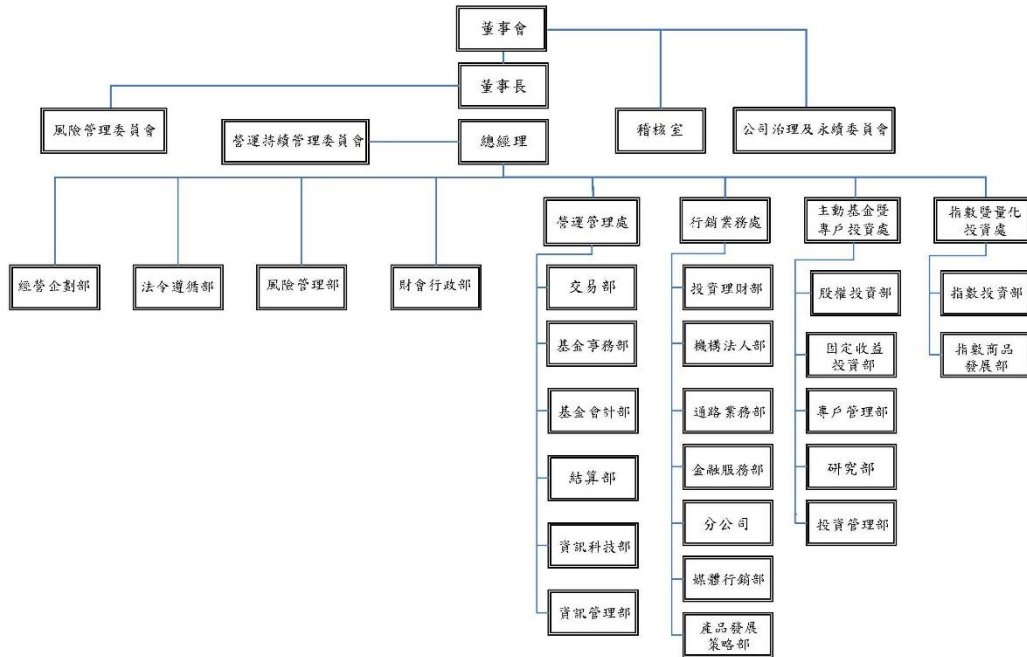 董事會
董事長
風險管理委員會
稽核室
公司治理及永續委員會
營運持續管理委員會
總經理
經營企劃部
法令遵循部
風險管理部
財會行政部
營運管理處
交易部
基金事務部
基金會計部
結算部
資訊科技部
資訊管理部
行銷業務處
投資理財部
機構法人部
通路業務部
金融服務部
分公司
媒體行銷部
產品發展
策略部
主動基金暨
專戶投資處
股權投資部
固定收益
投資部
專戶管理部
研究部
投資管理部
指數暨量化
投資處
指數投資部
指數商品
發展部